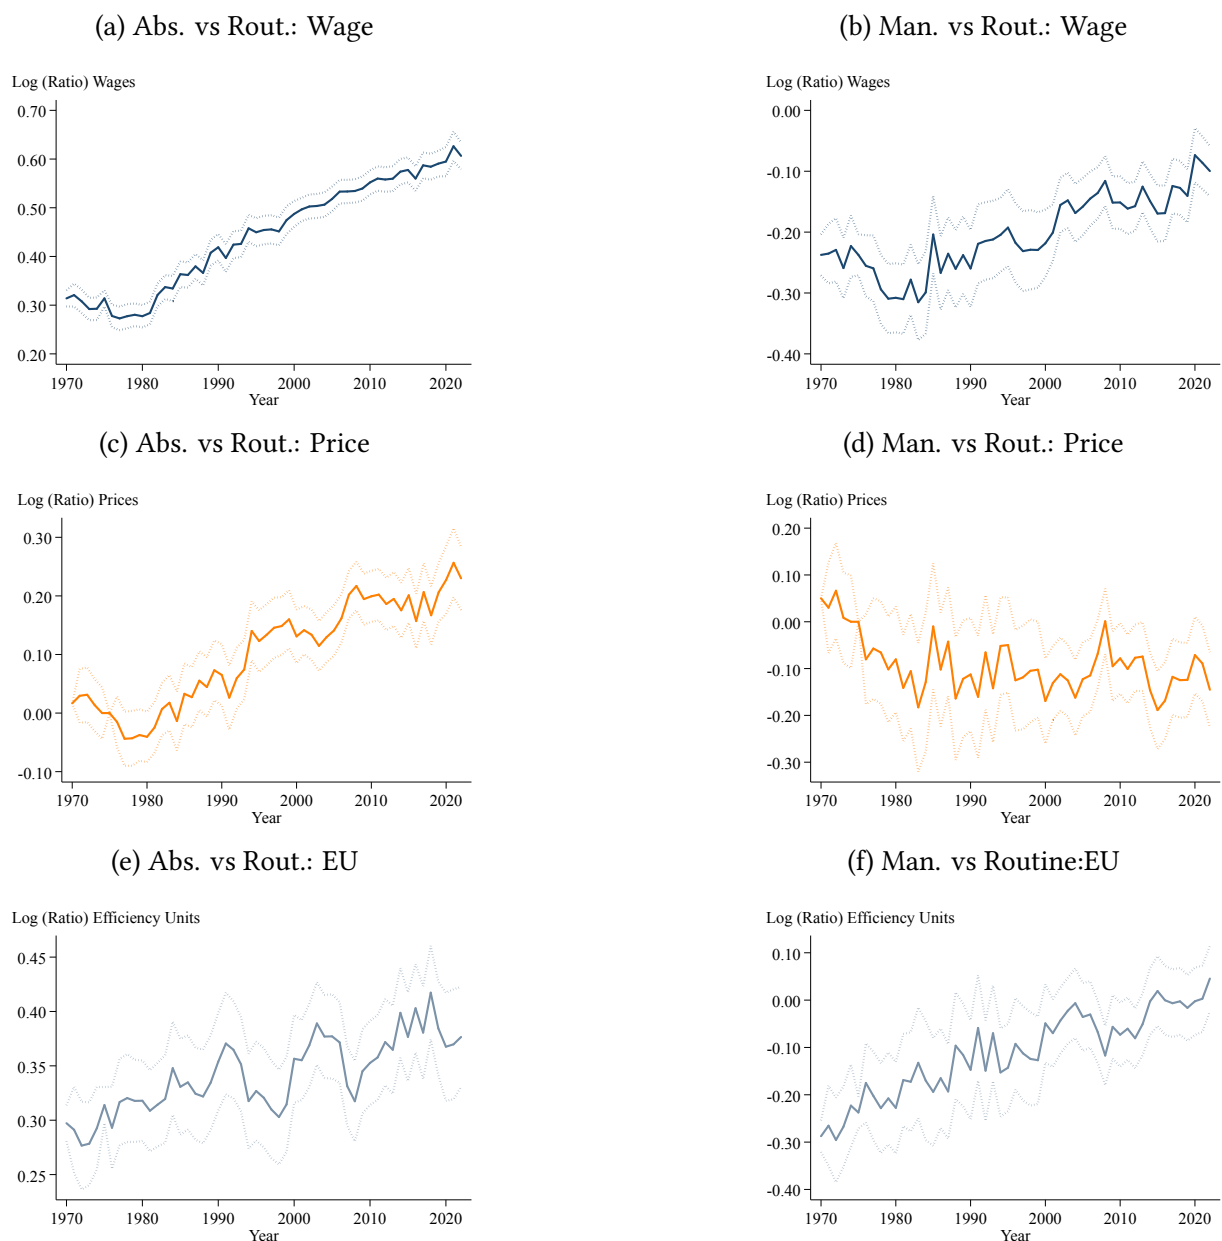 (a) Abs. vs Rout.: Wage
Log (Ratio) Wages
0.70
0.60
0.50
0.40
0.30
0.20
1970 1980 1990 2000 2010 2020
Year
(b) Man. vs Rout.: Wage
Log (Ratio) Wages
0.00
-0.10
-0.20
-0.30
-0.40
1970 1980 1990 2000 2010 2020
Year
(c) Abs. vs Rout.: Price
Log (Ratio) Prices
0.30
0.20
0.10
0.00
-0.10
1970 1980 1990 2000 2010 2020
Year
(d) Man. vs Rout.: Price
Log (Ratio) Prices
0.20
0.10
0.00
-0.10
-0.20
-0.30
1970 1980 1990 2000 2010 2020
Year
(e) Abs. vs Rout.: EU
Log (Ratio) Efficiency Units
0.45
0.40
0.35
0.30
0.25
1970 1980 1990 2000 2010 2020
Year
(f) Man. vs Routine:EU
Log (Ratio) Efficiency Units
0.10
0.00
-0.10
-0.20
-0.30
-0.40
1970 1980 1990 2000 2010 2020
Year